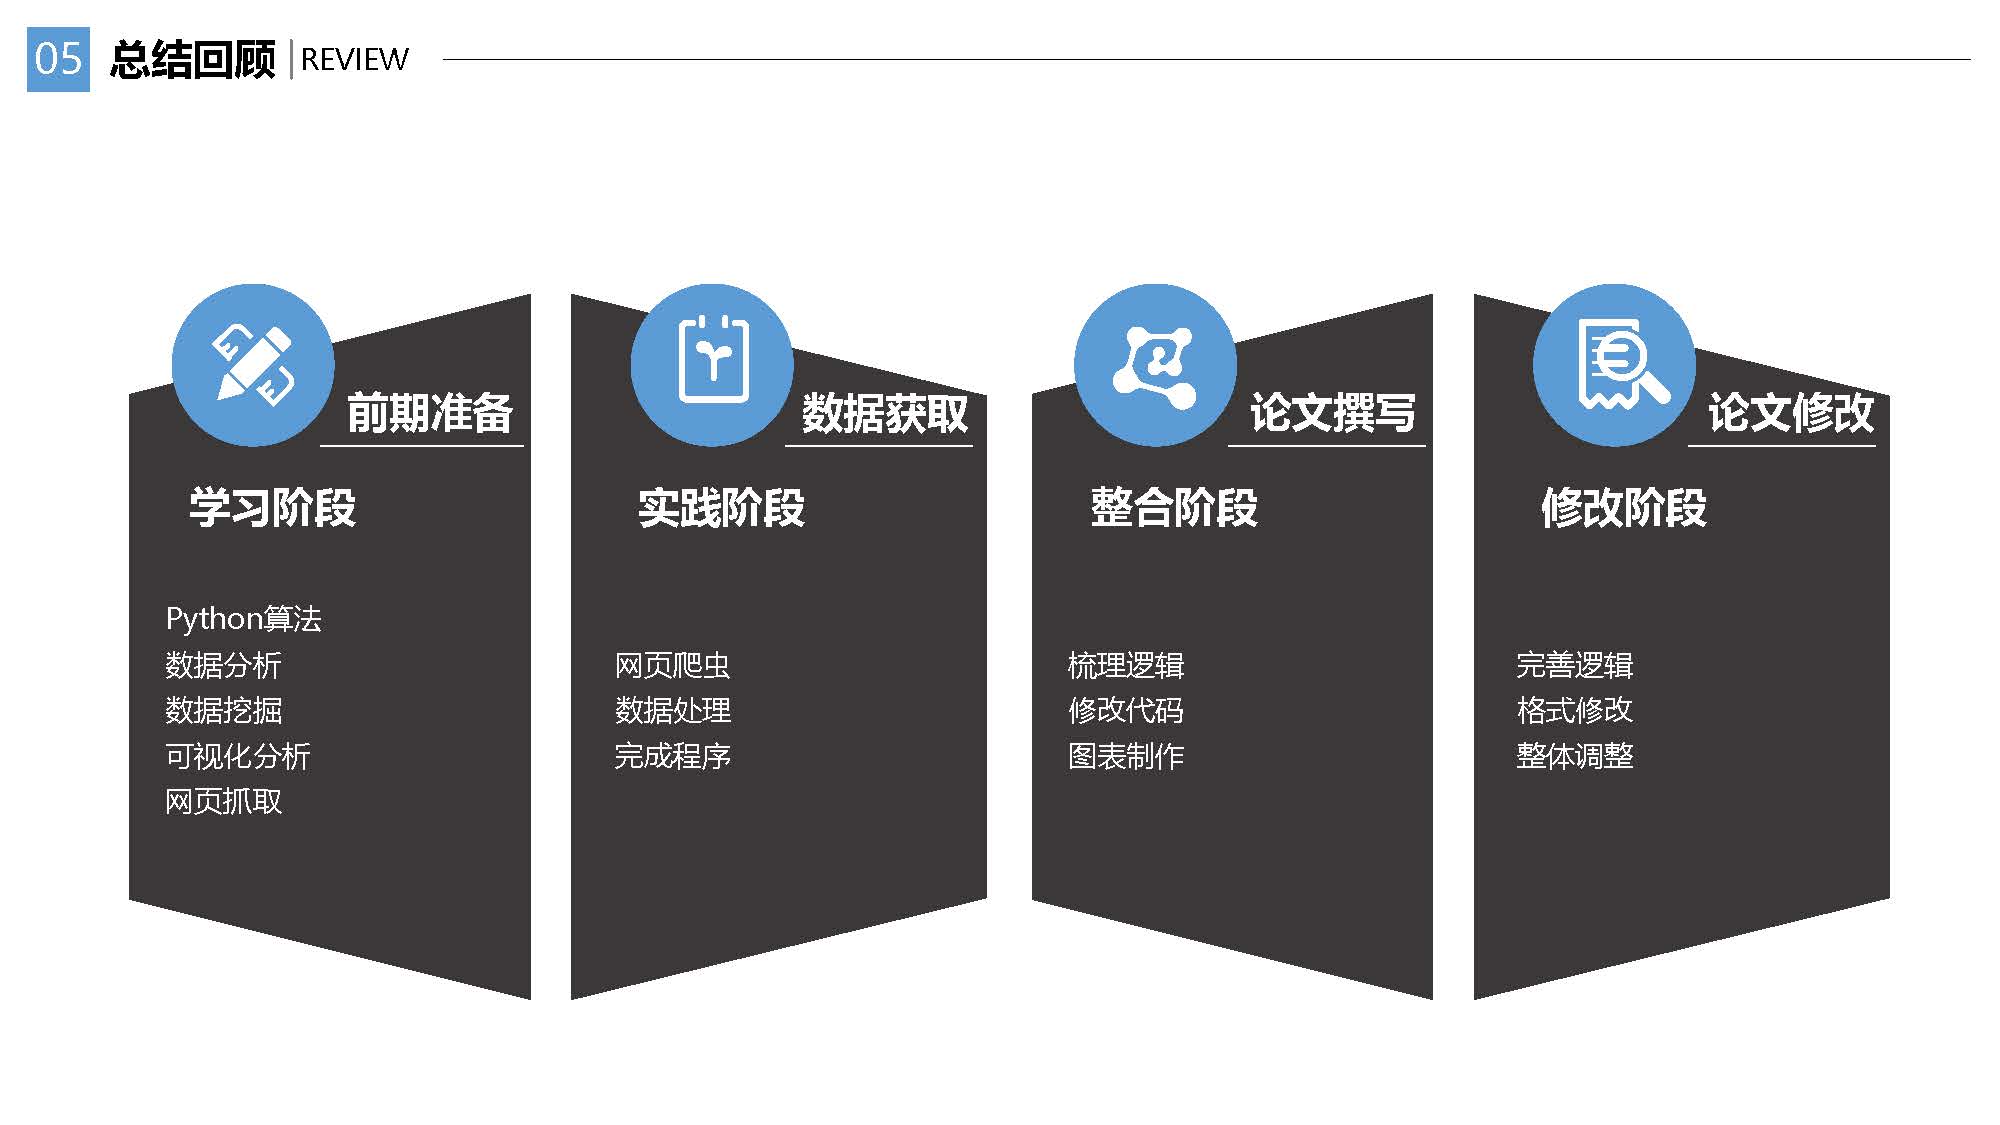 05 总结回顾 REVIEW
前期准备
学习阶段
Python算法
数据分析
数据挖掘
可视化分析
网页抓取
数据获取
实践阶段
网页爬虫
数据处理
完成程序
论文撰写
整合阶段
梳理逻辑
修改代码
图表制作
论文修改
修改阶段
完善逻辑
格式修改
整体调整